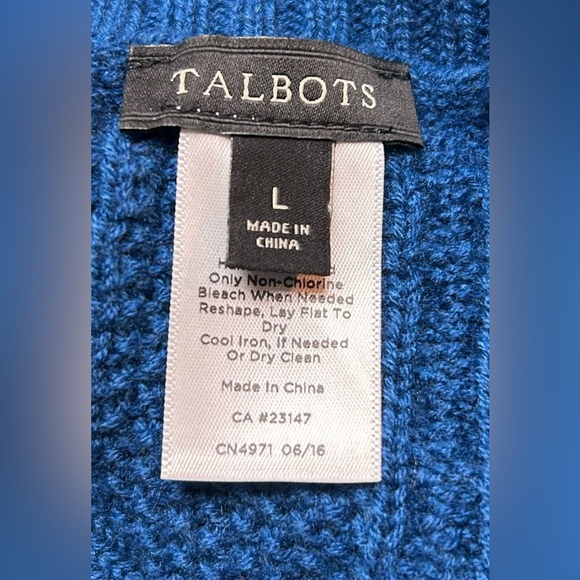 TALBOTS
L
MADE IN
CHINA
Only Non-Chlorine
Bleach When Needed
Reshape, Lay Flat To
Dry
Cool Iron, If Needed
Or Dry Clean
Made In China
CA #23147
CN4971 06/16